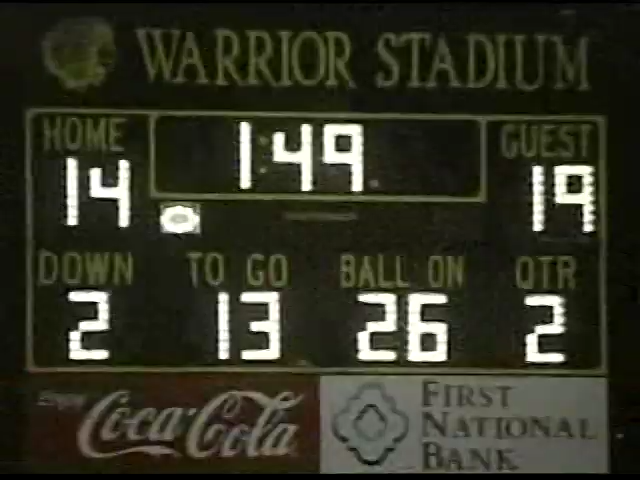 WARRIOR STADIUM
HOME 1:49 GUEST
14 19
DOWN TO GO BALL ON QTR
2 13 26 2
Enjoy
Coca-Cola
FIRST
NATIONAL
BANK